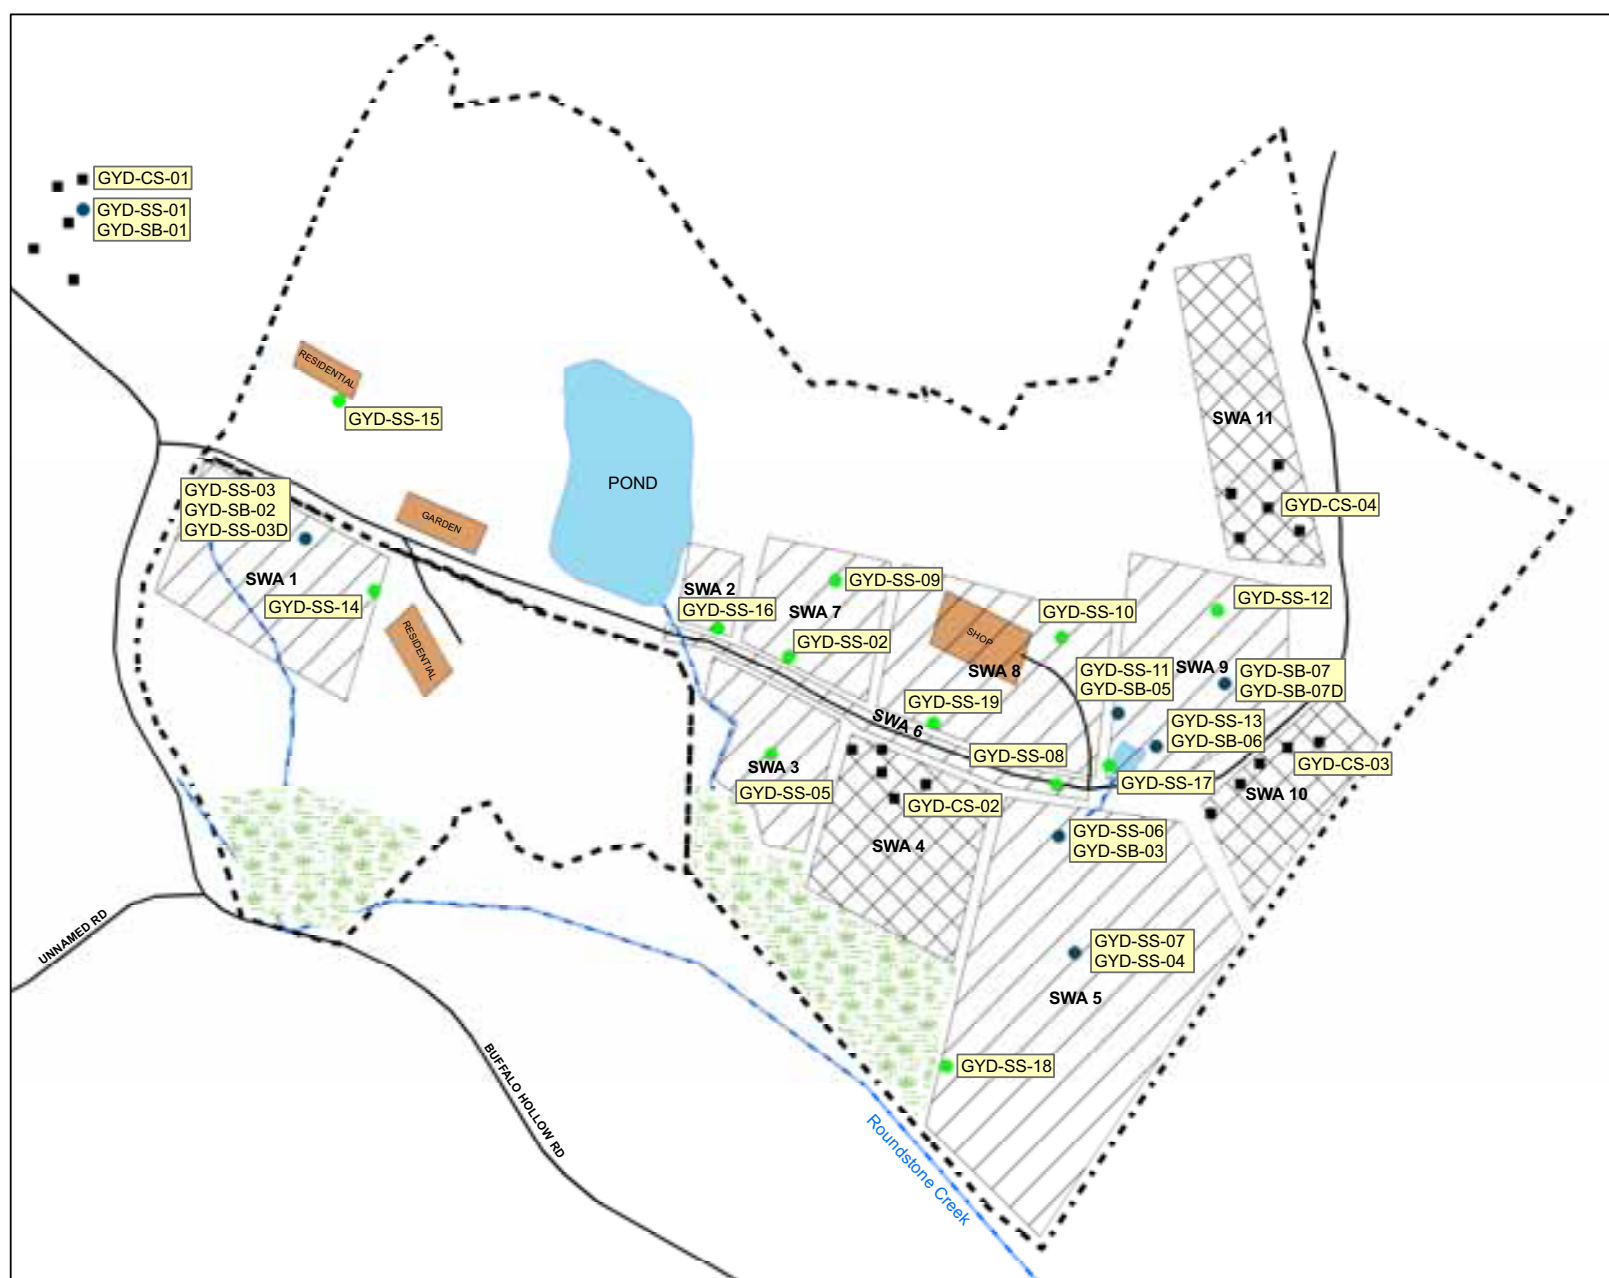 GYD-CS-01
GYD-SS-01
GYD-SB-01
RESIDENTIAL
GYD-SS-15
SWA 11
POND
GYD-SS-03
GYD-SB-02
GYD-SS-03D
GYD-CS-04
GARDEN
SWA 1
GYD-SS-14
SWA 2
GYD-SS-16
GYD-SS-09
SWA 7
GYD-SS-02
GYD-SS-10
GYD-SS-12
RESIDENTIAL
SHOP
SWA 8
GYD-SS-11
GYD-SB-05
SWA 9
GYD-SB-07
GYD-SB-07D
GYD-SS-19
SWA 6
GYD-SS-13
GYD-SB-06
GYD-SS-08
GYD-CS-03
SWA 3
GYD-SS-05
GYD-SS-17
SWA 10
GYD-CS-02
SWA 4
GYD-SS-06
GYD-SB-03
UNNAMED RD
GYD-SS-07
GYD-SS-04
SWA 5
GYD-SS-18
BUFFALO HOLLOW RD
Roundstone Creek